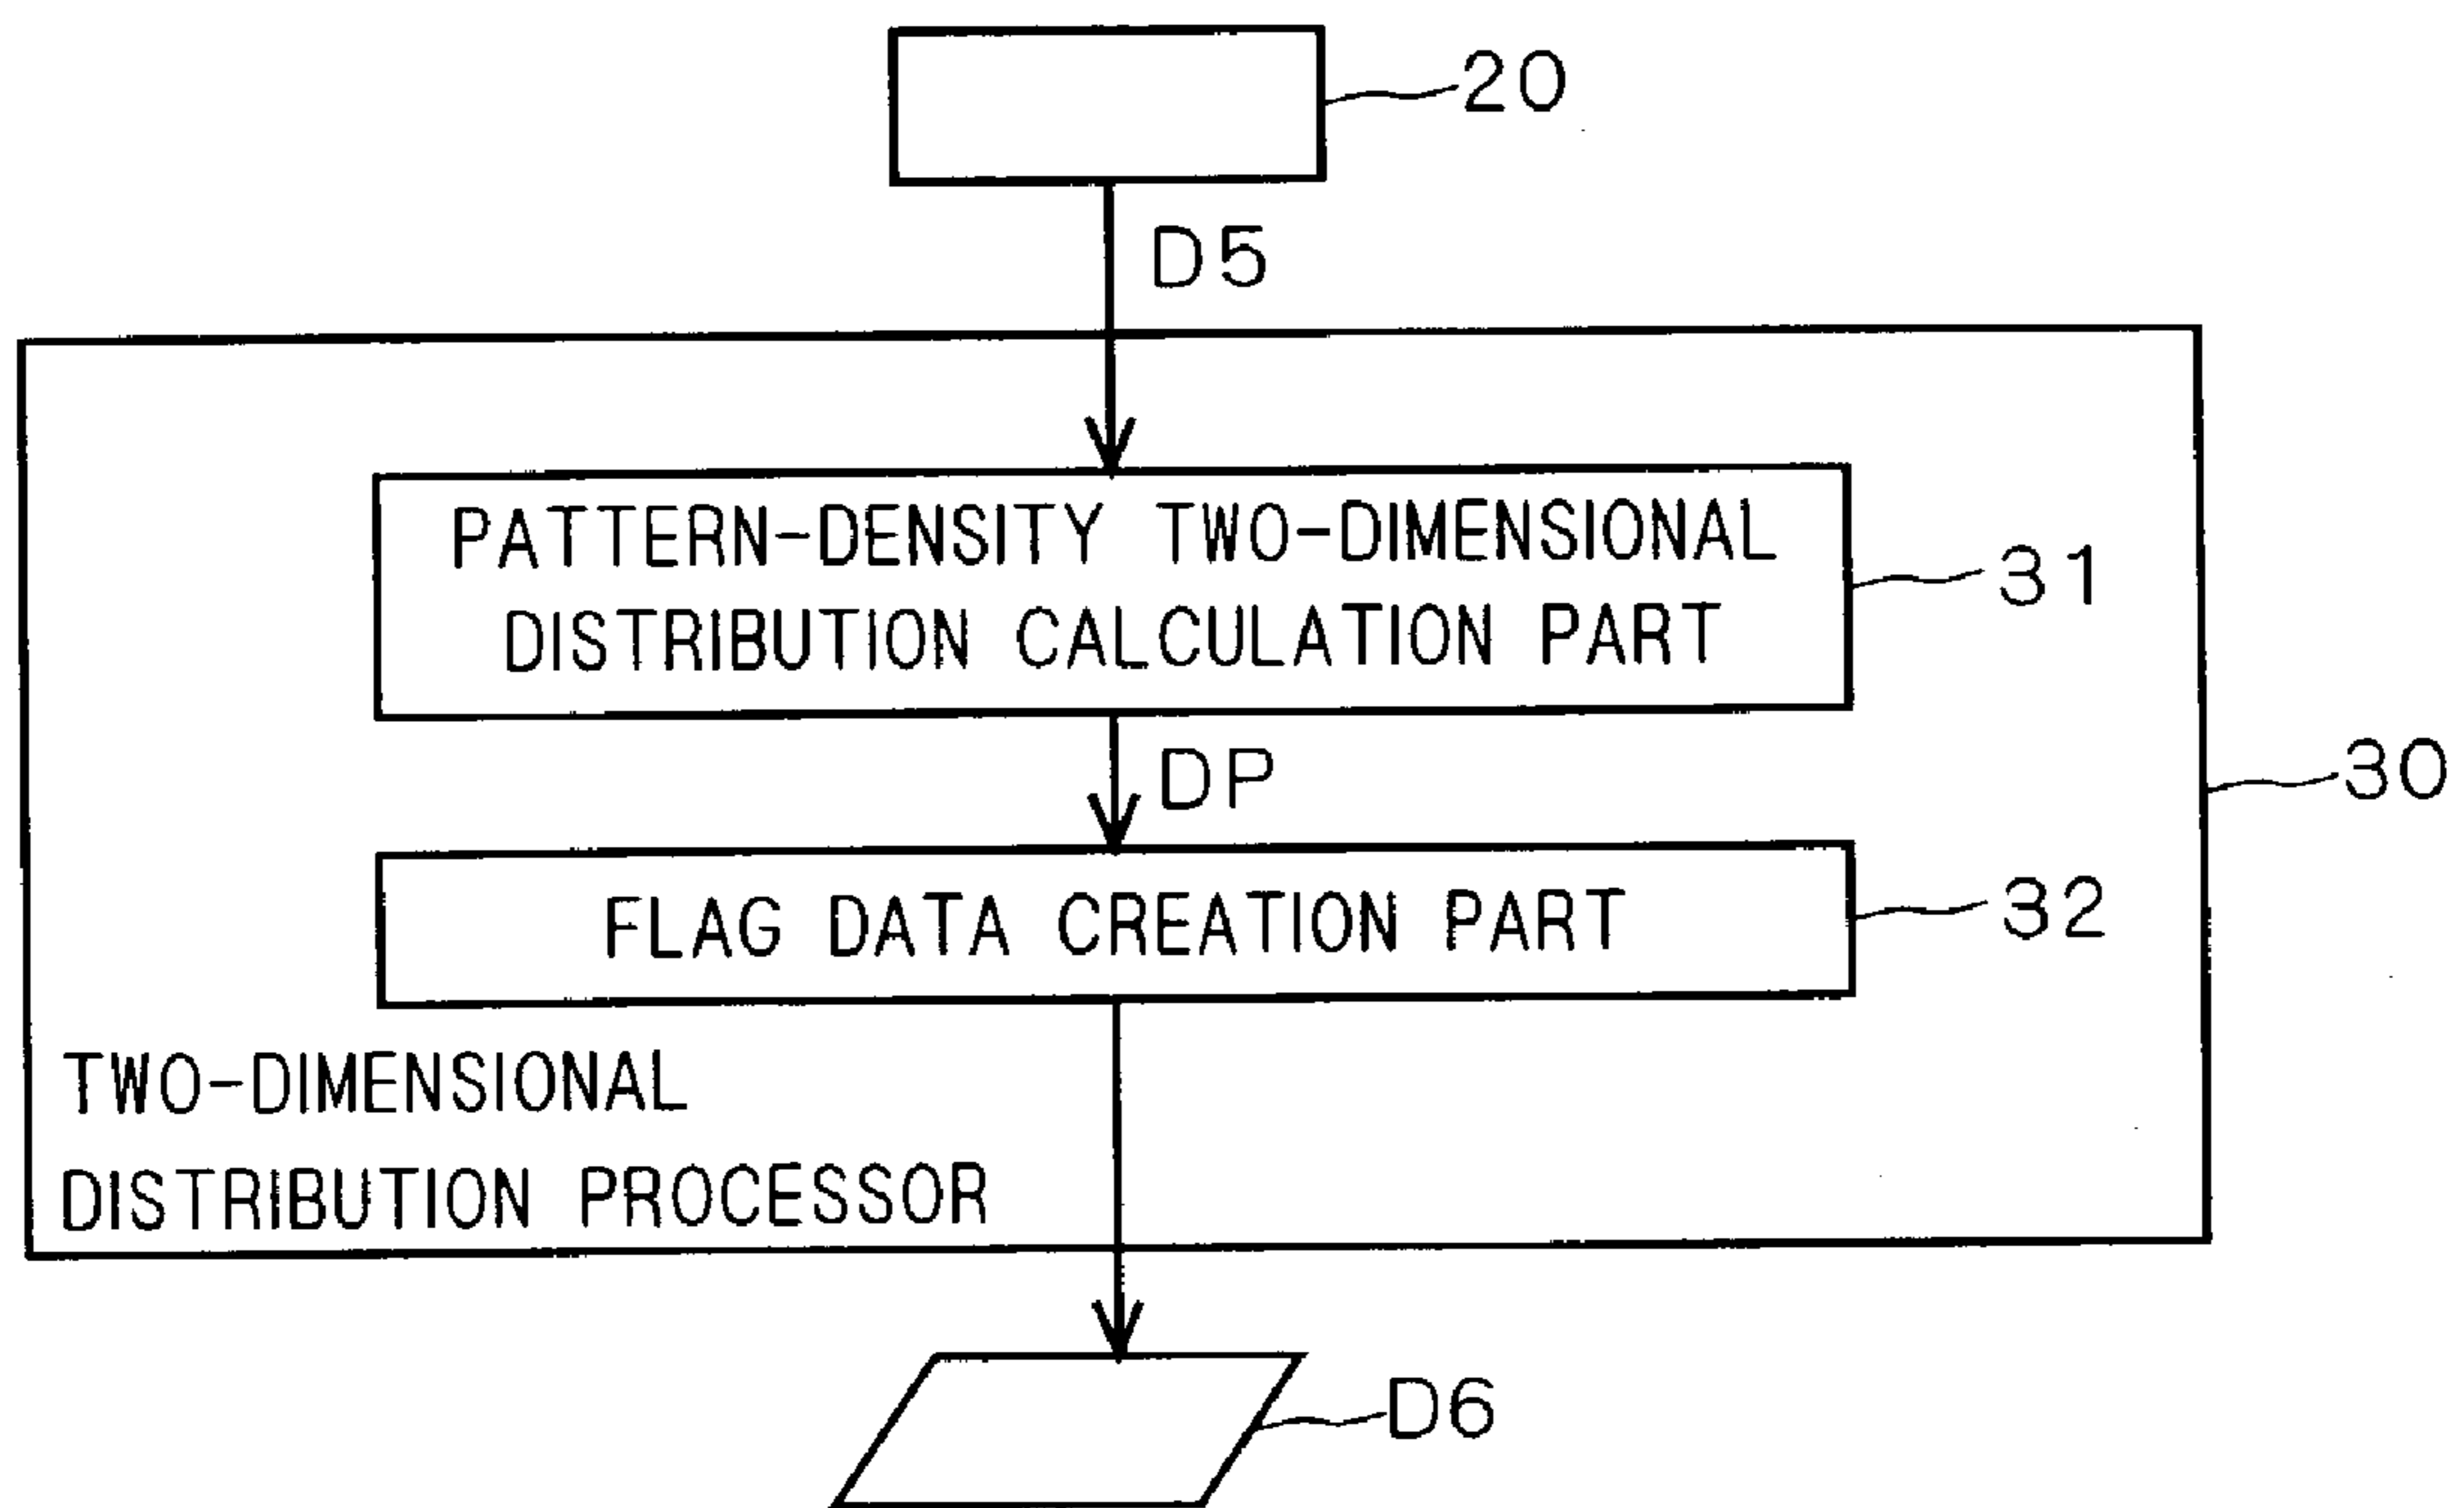 20
D5
PATTERN-DENSITY TWO-DIMENSIONAL
DISTRIBUTION CALCULATION PART
31
DP
30
FLAG DATA CREATION PART
32
TWO-DIMENSIONAL
DISTRIBUTION PROCESSOR
D6